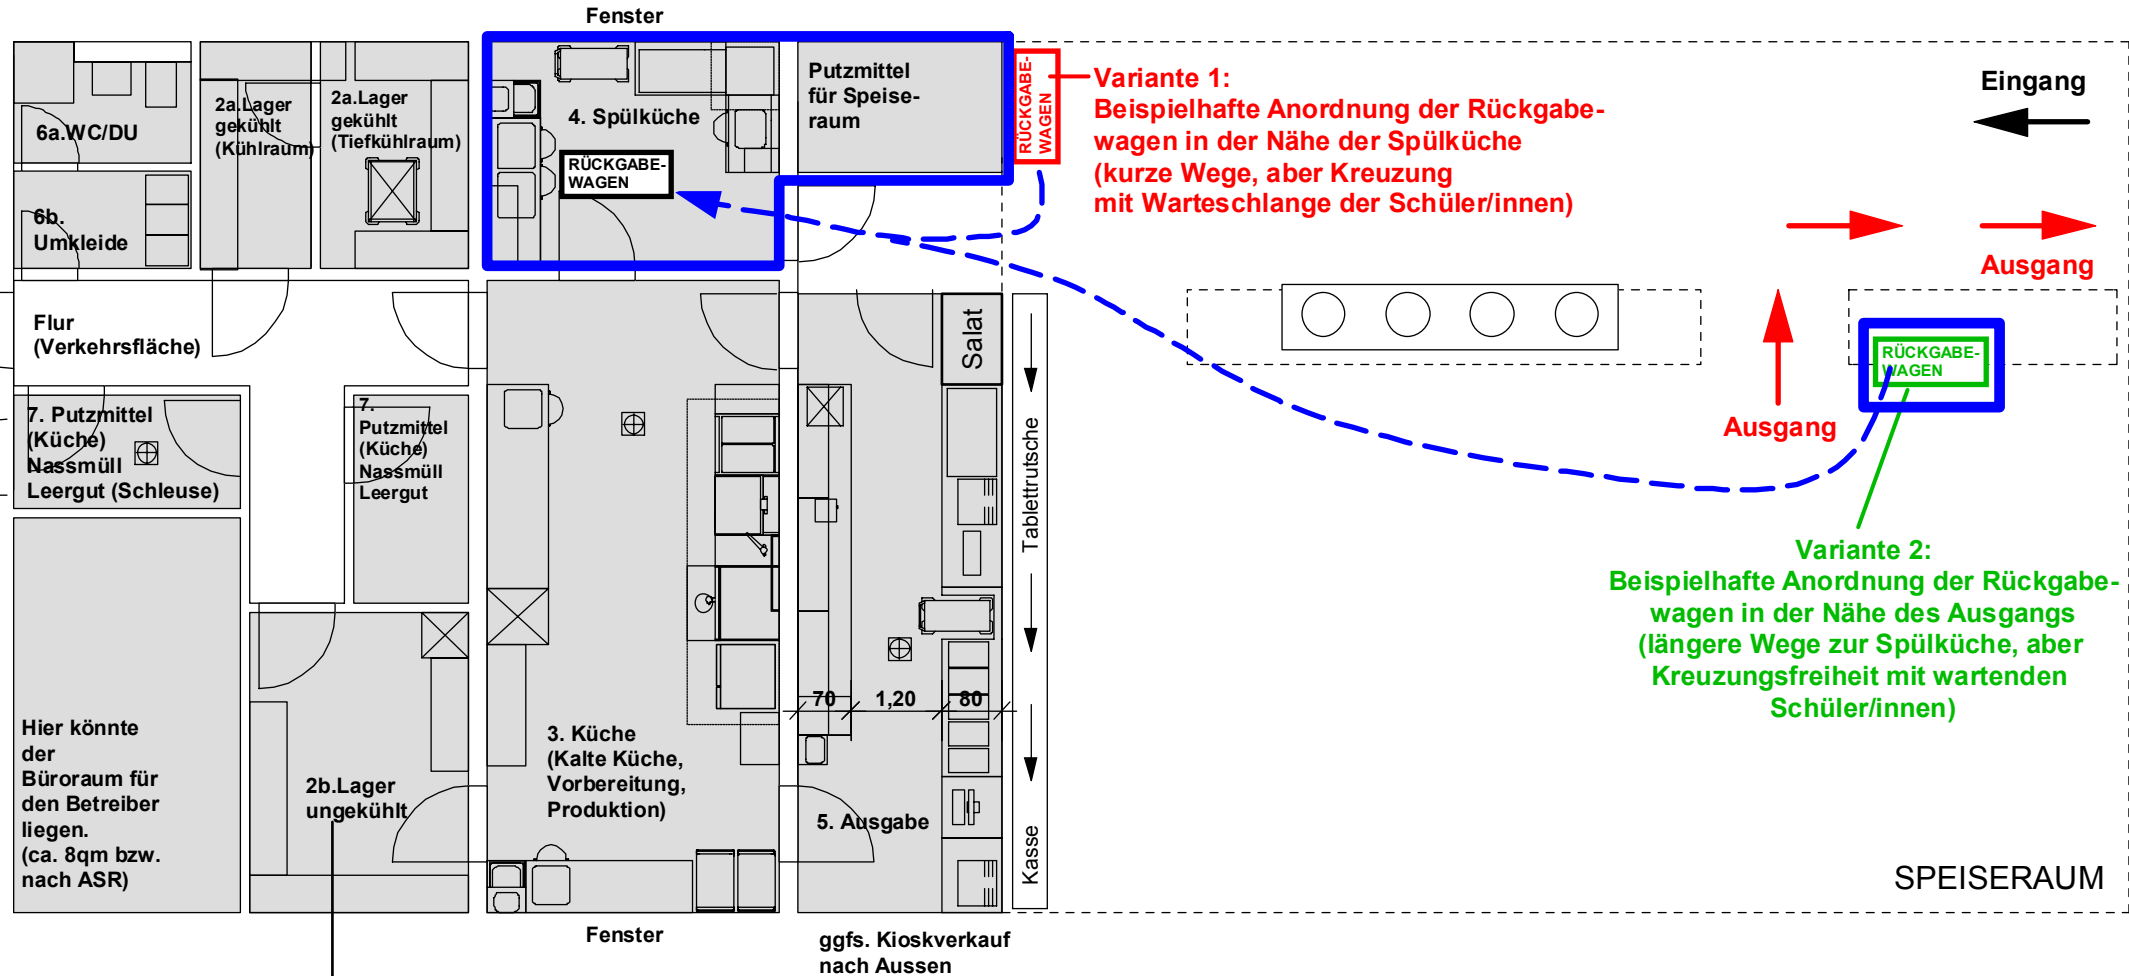 Fenster
6a.WC/DU
2a.Lager
gekühlt
(Kühlraum)
2a.Lager
gekühlt
(Tiefkühlraum)
4. Spülküche
RÜCKGABE-
WAGEN
Putzmittel
für Speise-
raum
RÜCKGABE-
WAGEN
Variante 1:
Beispielhafte Anordnung der Rückgabe-
wagen in der Nähe der Spülküche
(kurze Wege, aber Kreuzung
mit Warteschlange der Schüler/innen)
Eingang
Ausgang
6b.
Umkleide
Flur
(Verkehrsfläche)
Salat
Tablettrutsche
Kasse
RÜCKGABE-
WAGEN
Ausgang
7. Putzmittel
(Küche)
Nassmüll
Leergut (Schleuse)
7.
Putzmittel
(Küche)
Nassmüll
Leergut
Variante 2:
Beispielhafte Anordnung der Rückgabe-
wagen in der Nähe des Ausgangs
(längere Wege zur Spülküche, aber
Kreuzungsfreiheit mit wartenden
Schüler/innen)
70
1,20
80
Hier könnte
der
Büroraum für
den Betreiber
liegen.
(ca. 8qm bzw.
nach ASR)
2b.Lager
ungekühlt
3. Küche
(Kalte Küche,
Vorbereitung,
Produktion)
5. Ausgabe
SPEISERAUM
Fenster
ggfs. Kioskverkauf
nach Aussen